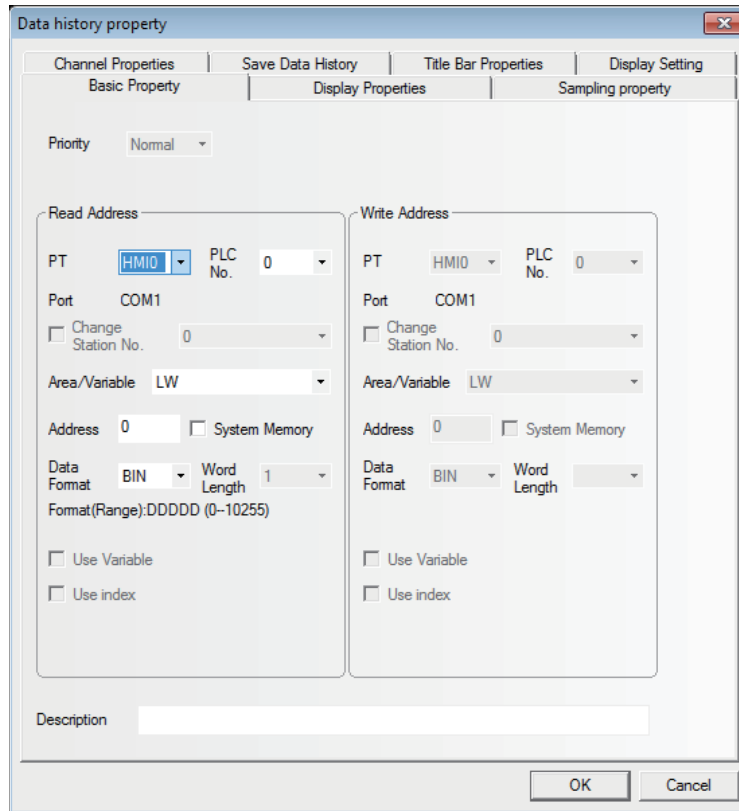 Data history property
Channel Properties Save Data History Title Bar Properties Display Setting
Basic Property Display Properties Sampling property
Priority Normal
Read Address
PT HMI0 PLC No. 0
Port COM1
Change Station No. 0
Area/Variable LW
Address 0 System Memory
Data Format BIN Word Length 1
Format(Range):DDDDD (0--10255)
Use Variable
Use index
Write Address
PT HMI0 PLC No. 0
Port COM1
Change Station No. 0
Area/Variable LW
Address 0 System Memory
Data Format BIN Word Length
Use Variable
Use index
Description
OK Cancel